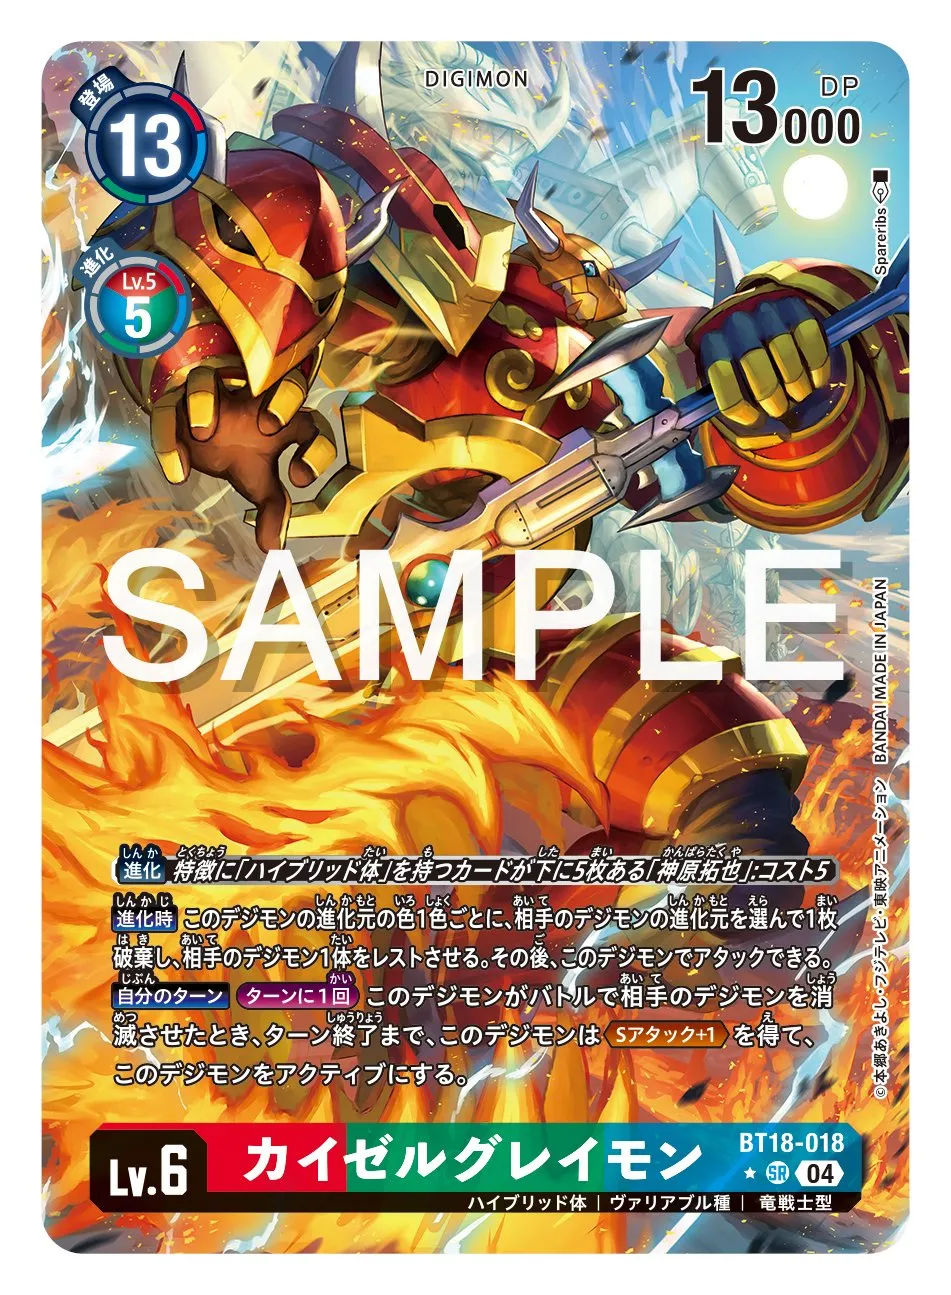 DIGIMON
登場
13
13000
DP
進化
Lv.5
5
Spareribs
SAMPLE
BANDAI MADE IN JAPAN
©本郷あきよし・フジテレビ・東映アニメーション
進化 特徴に「ハイブリッド体」を持つカードが下に5枚ある「神原拓也」:コスト5
進化時 このデジモンの進化元の色1色ごとに、相手のデジモンの進化元を選んで1枚
破棄し、相手のデジモン1体をレストさせる。その後、このデジモンでアタックできる。
自分のターン ターンに1回 このデジモンがバトルで相手のデジモンを消
滅させたとき、ターン終了まで、このデジモンは Sアタック+1 を得て、
このデジモンをアクティブにする。
Lv.6
カイゼルグレイモン
BT18-018
SR 04
ハイブリッド体 | ヴァリアブル種 | 竜戦士型